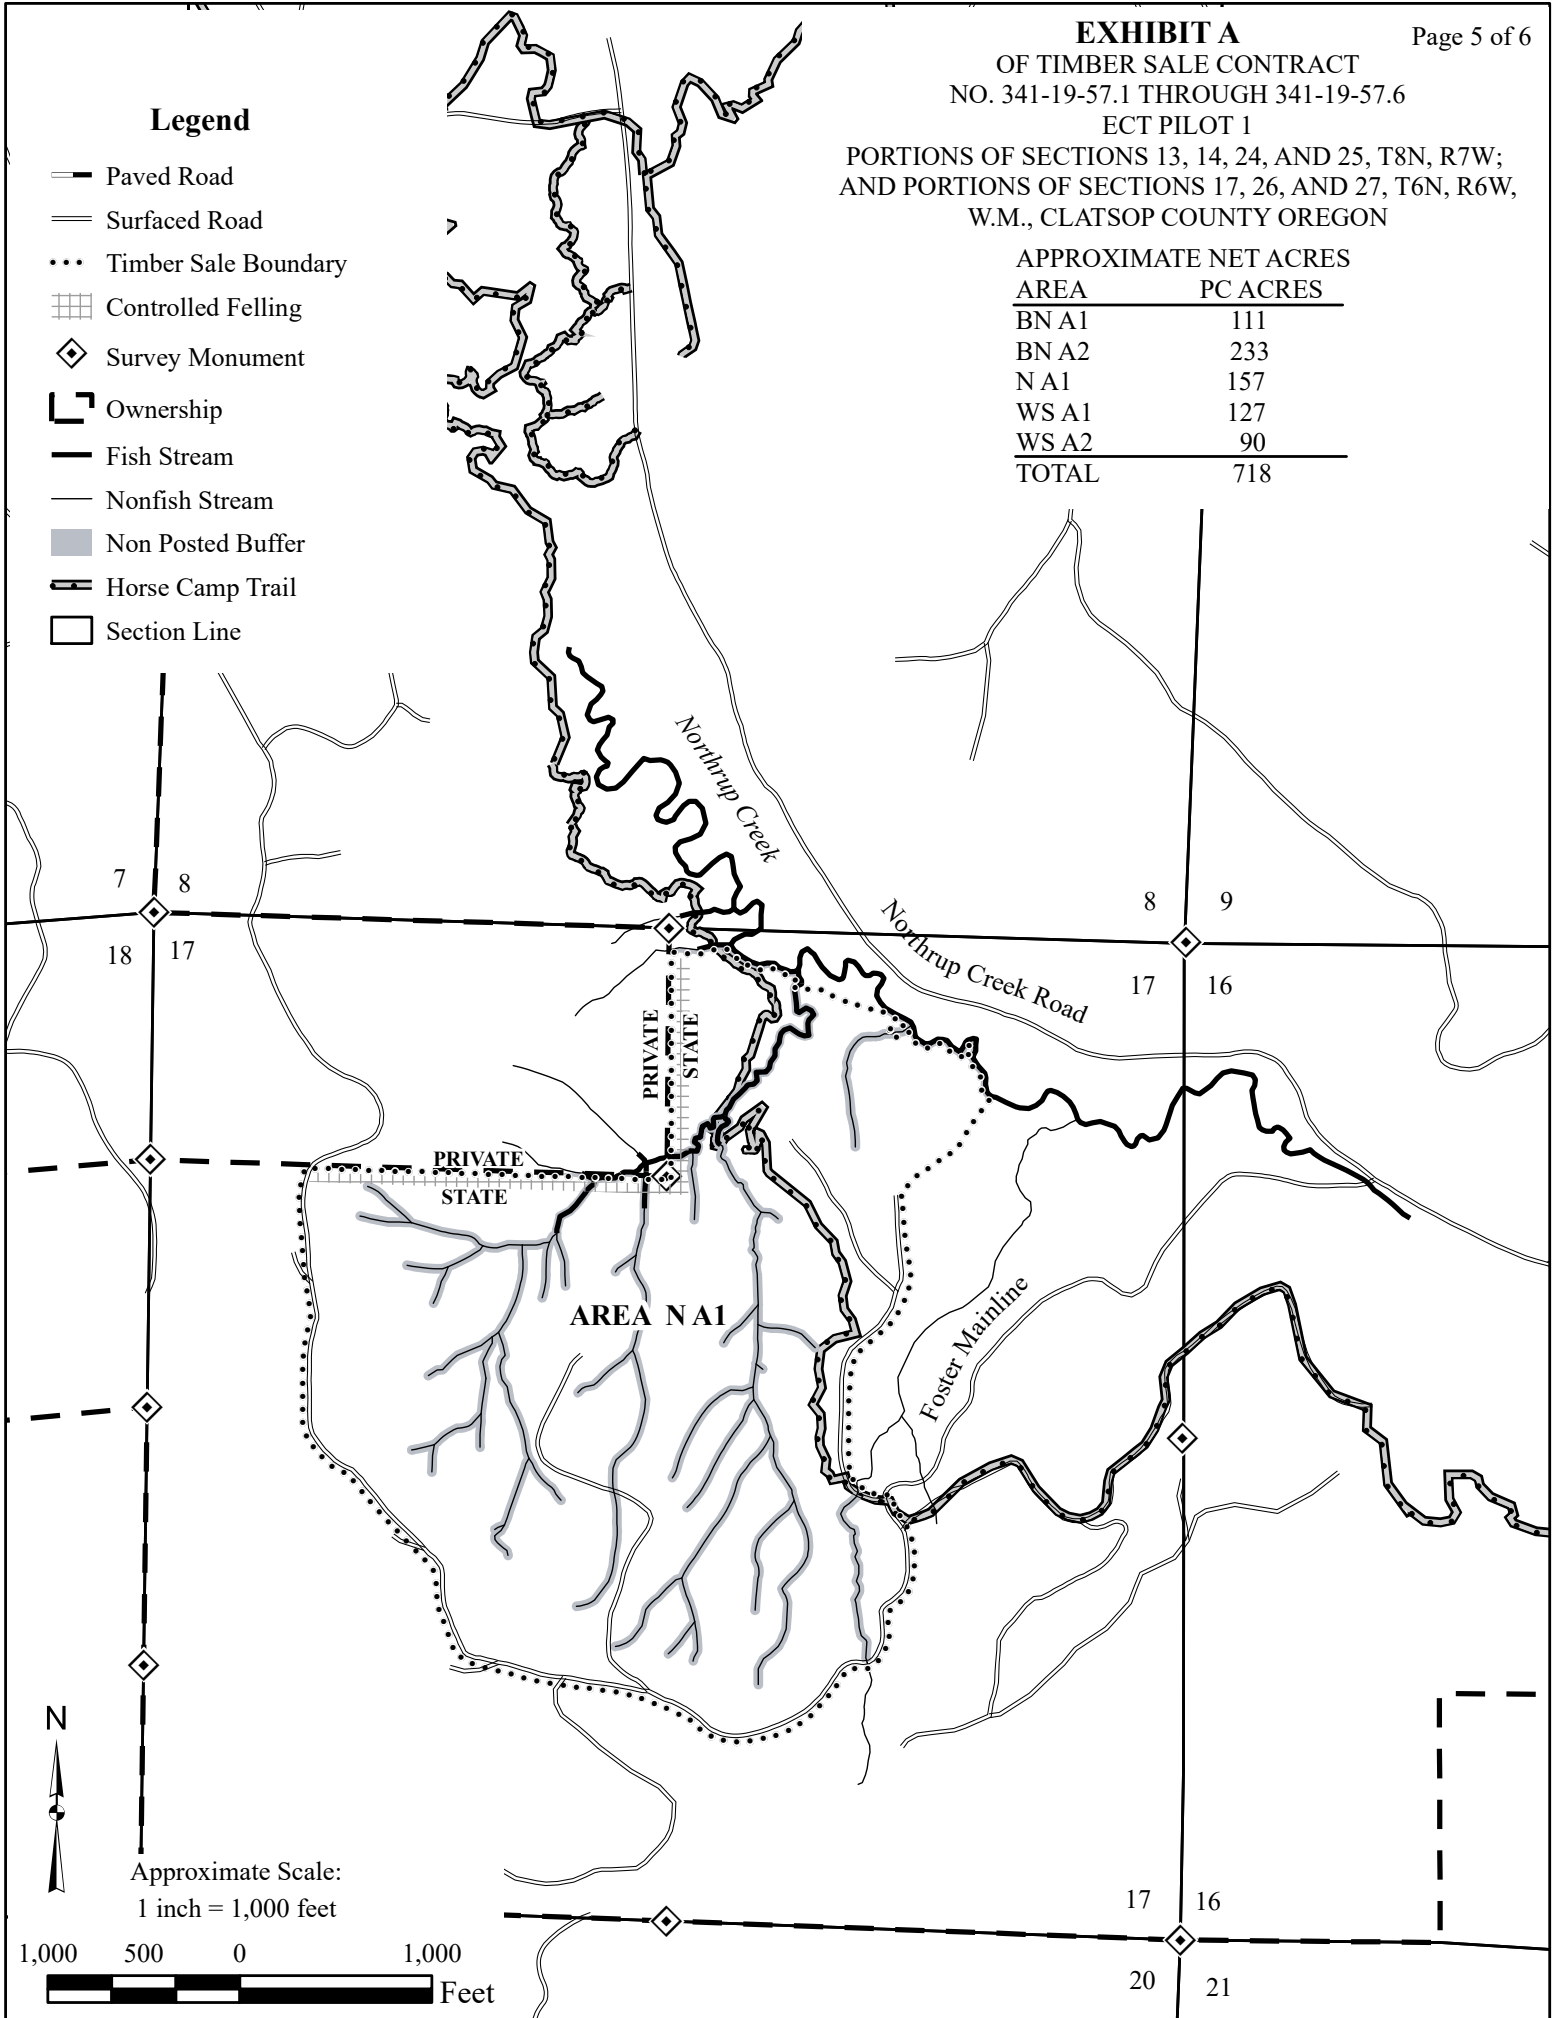 EXHIBIT A
Page 5 of 6
OF TIMBER SALE CONTRACT
NO. 341-19-57.1 THROUGH 341-19-57.6
ECT PILOT 1
PORTIONS OF SECTIONS 13, 14, 24, AND 25, T8N, R7W;
AND PORTIONS OF SECTIONS 17, 26, AND 27, T6N, R6W,
W.M., CLATSOP COUNTY OREGON
APPROXIMATE NET ACRES
AREA PC ACRES
BN A1 111
BN A2 233
N A1 157
WS A1 127
WS A2 90
TOTAL 718
Legend
Paved Road
Surfaced Road
Timber Sale Boundary
Controlled Felling
Survey Monument
Ownership
Fish Stream
Nonfish Stream
Non Posted Buffer
Horse Camp Trail
Section Line
Northrup Creek
7 8
18 17
8 9
17 16
Northrup Creek Road
PRIVATE
STATE
PRIVATE
STATE
AREA N A1
Foster Mainline
N
Approximate Scale:
1 inch = 1,000 feet
1,000 500 0 1,000
Feet
17 16
20 21